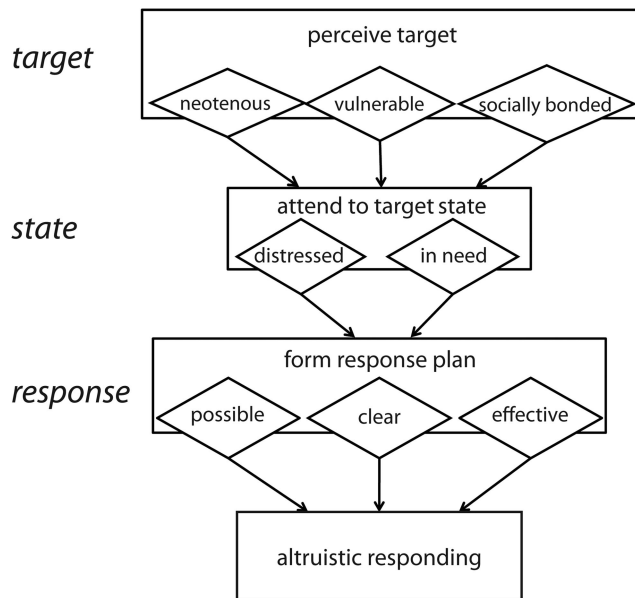 target
perceive target
neotenous
vulnerable
socially bonded
state
attend to target state
distressed
in need
response
form response plan
possible
clear
effective
altruistic responding